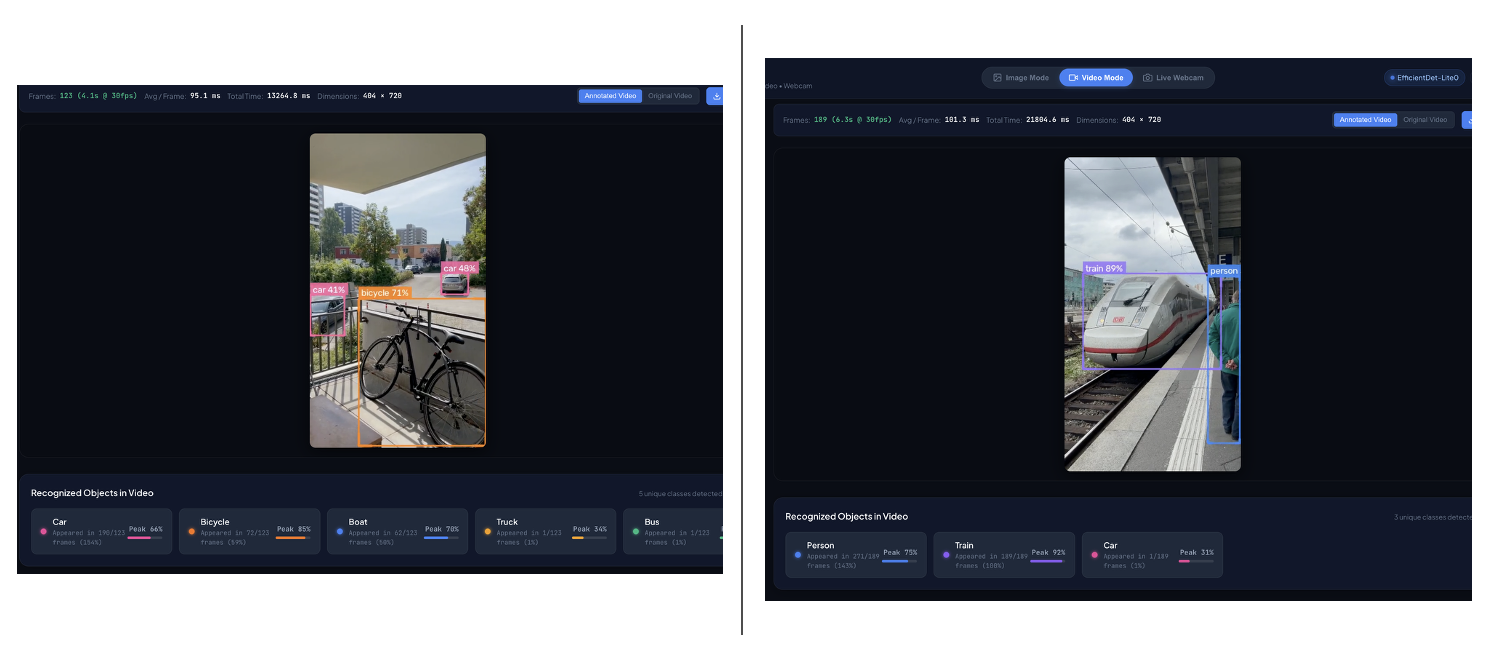 Frames: 123 (4.1s @ 30fps) Avg / Frame: 95.1 ms Total Time: 13264.8 ms Dimensions: 404 × 720
Annotated Video Original Video
car 48%
car 41%
bicycle 71%
Recognized Objects in Video
5 unique classes detected
Car
Appeared in 190/123
frames (154%)
Peak 66%
Bicycle
Appeared in 72/123
frames (59%)
Peak 85%
Boat
Appeared in 62/123
frames (50%)
Peak 70%
Truck
Appeared in 1/123
frames (1%)
Peak 34%
Bus
Appeared in 1/123
frames (1%)
Image Mode Video Mode Live Webcam
EfficientDet-Lite0
deo • Webcam
Frames: 189 (6.3s @ 30fps) Avg / Frame: 101.3 ms Total Time: 21804.6 ms Dimensions: 404 × 720
Annotated Video Original Video
F
train 89%
person
DB
Recognized Objects in Video
3 unique classes detecte
Person
Appeared in 271/189
frames (143%)
Peak 75%
Train
Appeared in 189/189
frames (100%)
Peak 92%
Car
Appeared in 1/189
frames (1%)
Peak 31%